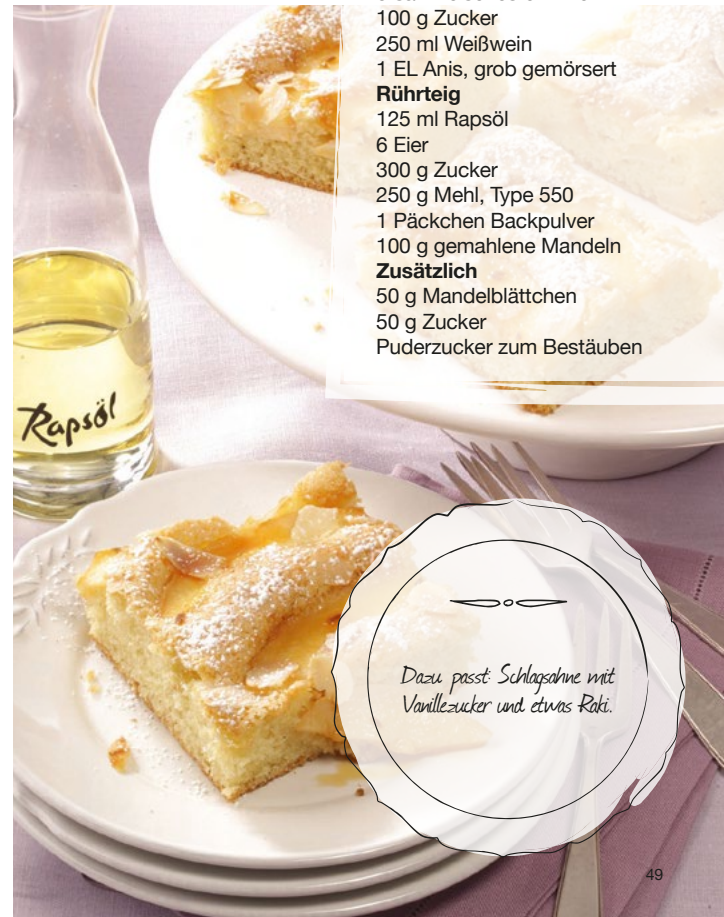 100 g Zucker
250 ml Weißwein
1 EL Anis, grob gemörsert
Rührteig
125 ml Rapsöl
6 Eier
300 g Zucker
250 g Mehl, Type 550
1 Päckchen Backpulver
100 g gemahlene Mandeln
Zusätzlich
50 g Mandelblättchen
50 g Zucker
Puderzucker zum Bestäuben
Rapsöl
Dazu passt: Schlagsahne mit
Vanillezucker und etwas Raki.
49